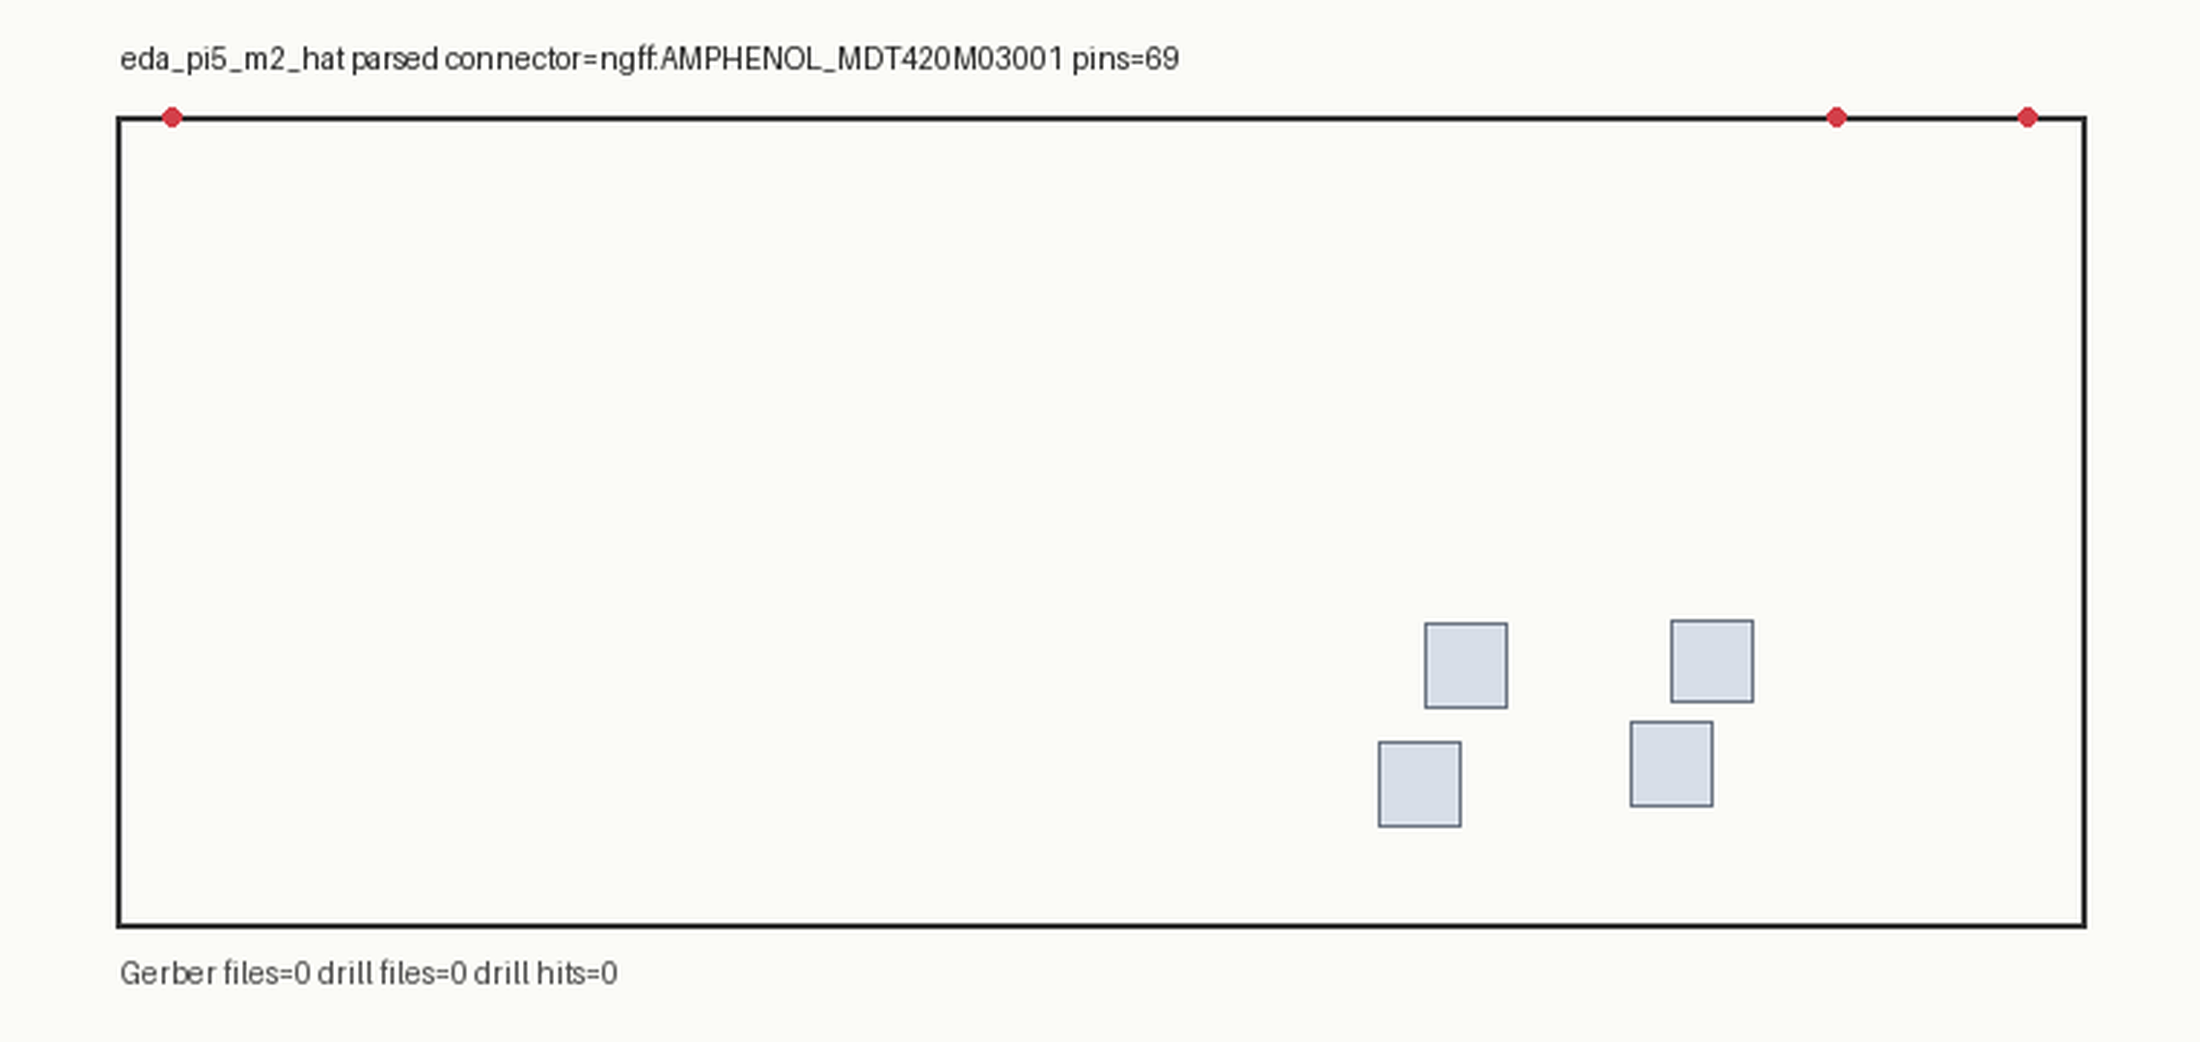 eda_pi5_m2_hat parsed connector=ngff:AMPHENOL_MDT420M03001 pins=69
Gerber files=0 drill files=0 drill hits=0